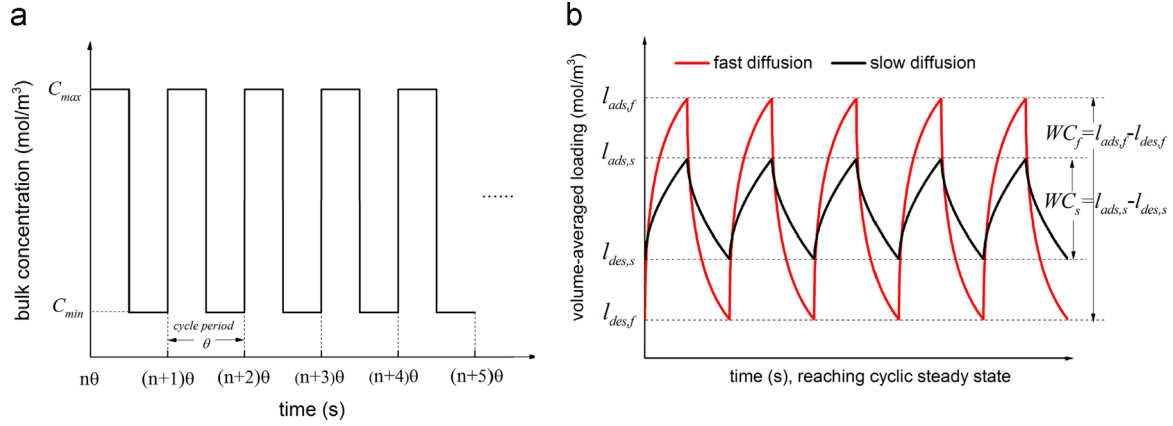 a
bulk concentration (mol/m³)
C_max
C_min
cycle period
θ
......
nθ (n+1)θ (n+2)θ (n+3)θ (n+4)θ (n+5)θ
time (s)
b
volume-averaged loading (mol/m³)
fast diffusion slow diffusion
l_ads,f
l_ads,s
l_des,s
l_des,f
WC_f=l_ads,f-l_des,f
WC_s=l_ads,s-l_des,s
time (s), reaching cyclic steady state